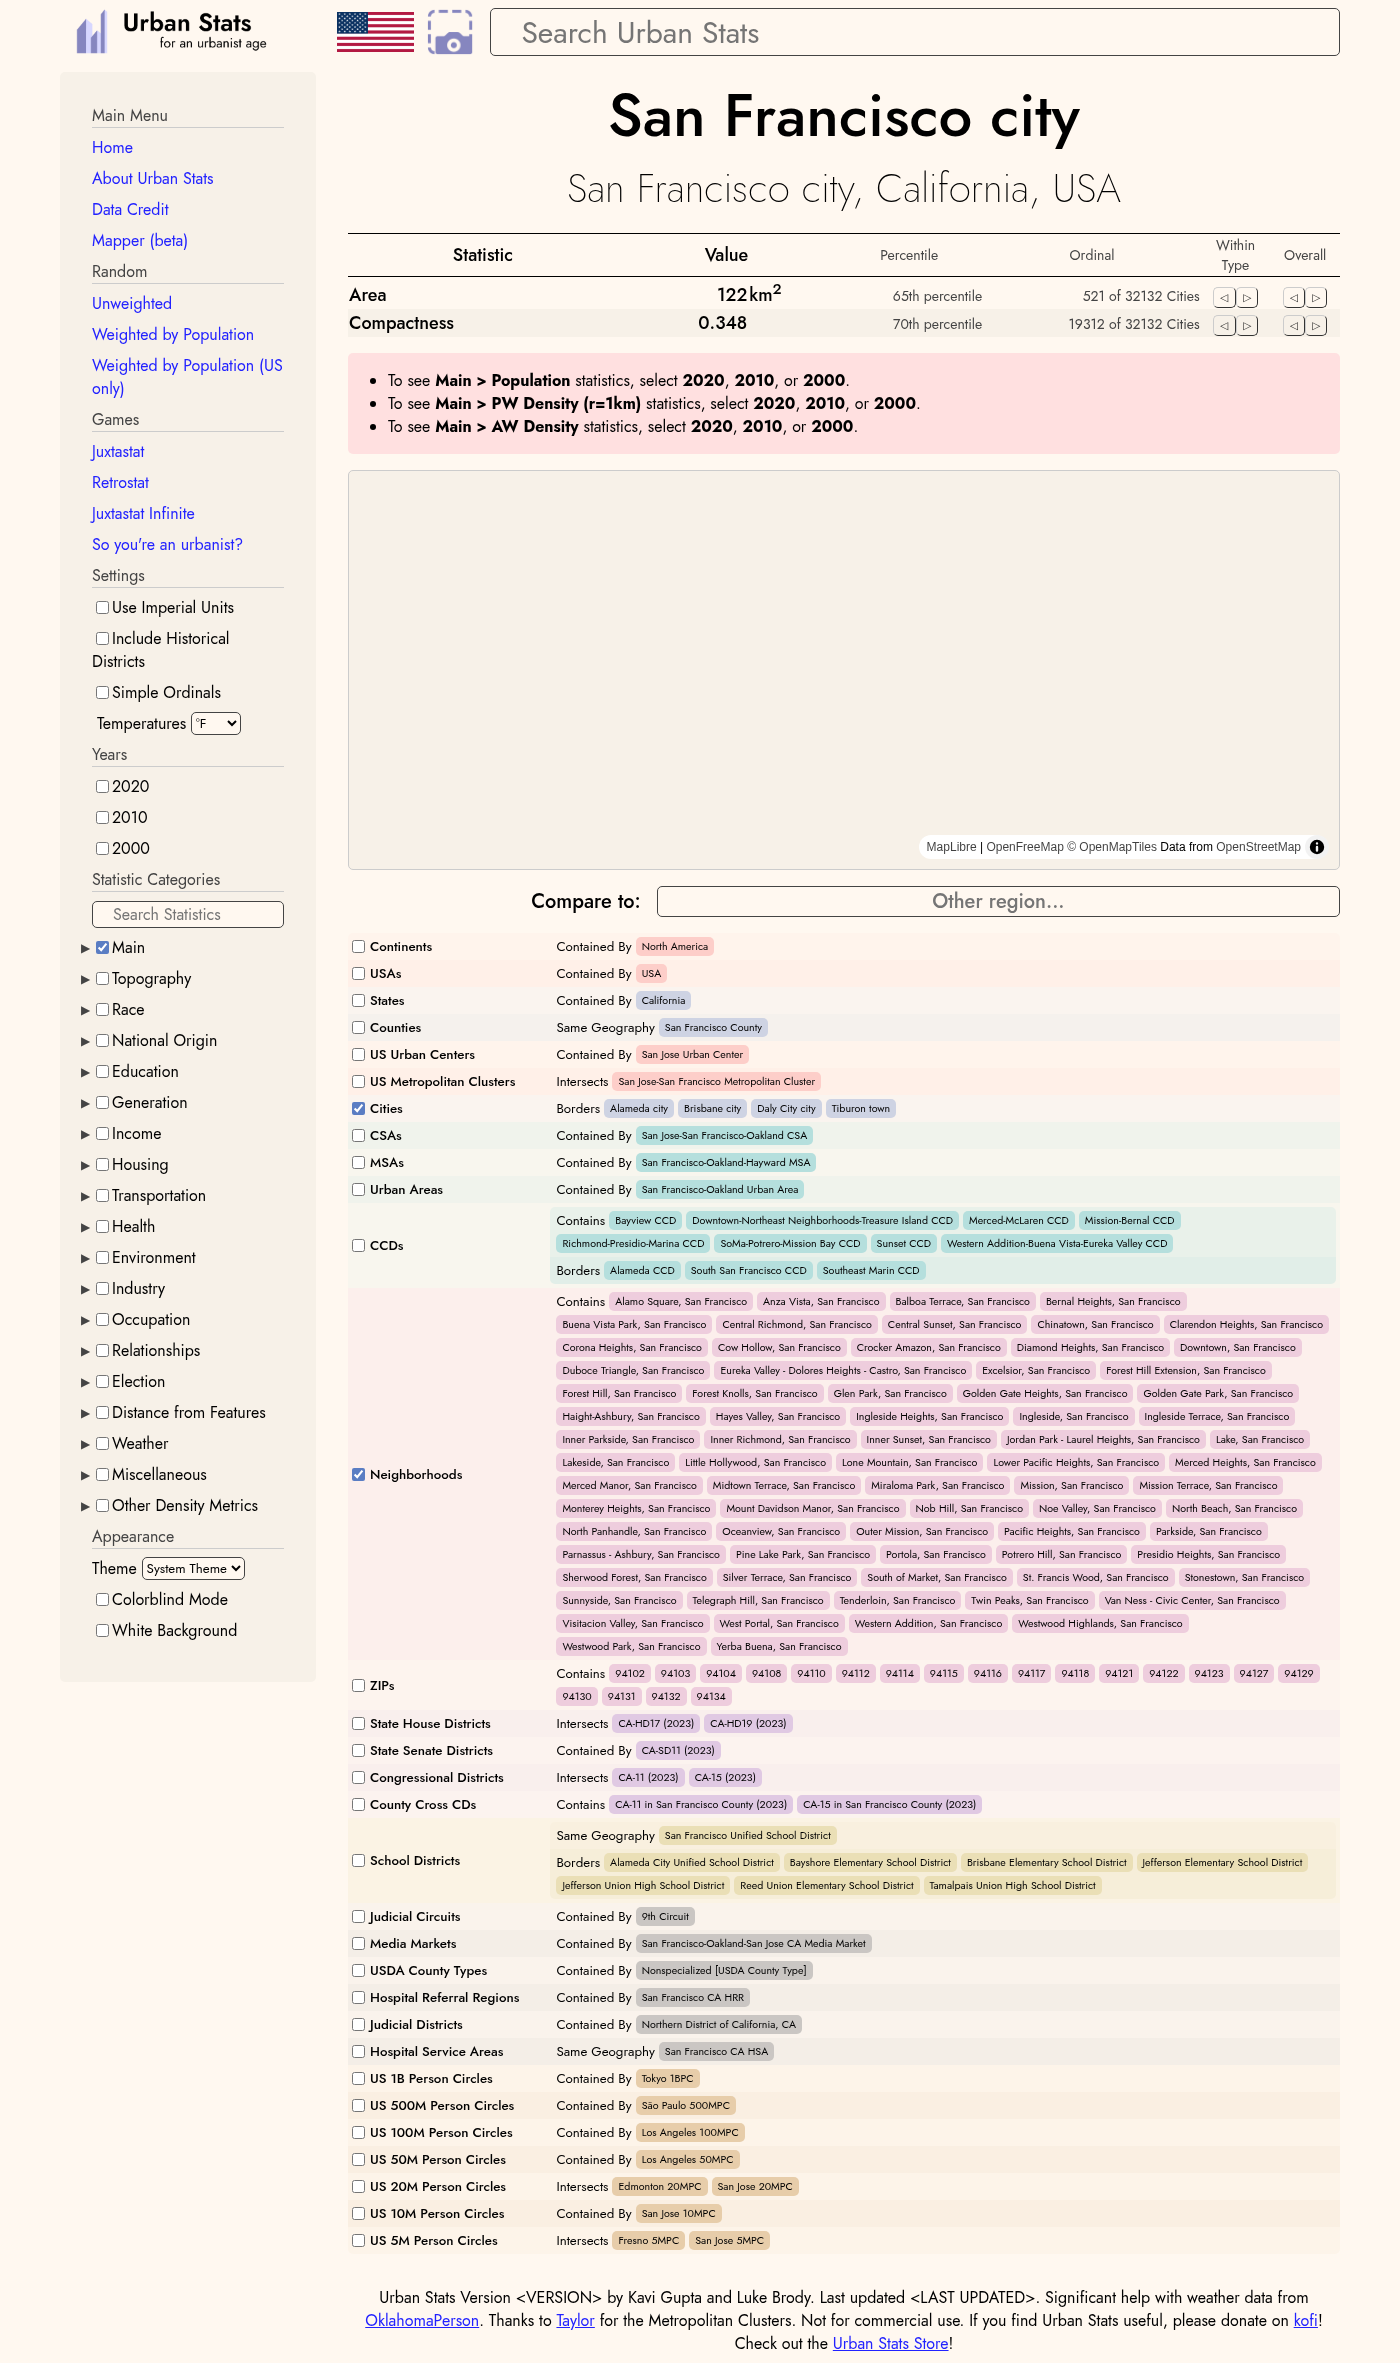 Urban Stats
for an urbanist age
Search Urban Stats
Main Menu
Home
About Urban Stats
Data Credit
Mapper (beta)
Random
Unweighted
Weighted by Population
Weighted by Population (US
only)
Games
Juxtastat
Retrostat
Juxtastat Infinite
So you're an urbanist?
Settings
Use Imperial Units
Include Historical
Districts
Simple Ordinals
Temperatures °F
Years
2020
2010
2000
Statistic Categories
Search Statistics
Main
Topography
Race
National Origin
Education
Generation
Income
Housing
Transportation
Health
Environment
Industry
Occupation
Relationships
Election
Distance from Features
Weather
Miscellaneous
Other Density Metrics
Appearance
Theme System Theme
Colorblind Mode
White Background
San Francisco city
San Francisco city, California, USA
Statistic Value Percentile Ordinal Within Type Overall
Area 122 km² 65th percentile 521 of 32132 Cities
Compactness 0.348 70th percentile 19312 of 32132 Cities
• To see Main > Population statistics, select 2020, 2010, or 2000.
• To see Main > PW Density (r=1km) statistics, select 2020, 2010, or 2000.
• To see Main > AW Density statistics, select 2020, 2010, or 2000.
MapLibre | OpenFreeMap © OpenMapTiles Data from OpenStreetMap
Compare to: Other region...
Continents Contained By North America
USAs Contained By USA
States Contained By California
Counties Same Geography San Francisco County
US Urban Centers Contained By San Jose Urban Center
US Metropolitan Clusters Intersects San Jose-San Francisco Metropolitan Cluster
Cities Borders Alameda city Brisbane city Daly City city Tiburon town
CSAs Contained By San Jose-San Francisco-Oakland CSA
MSAs Contained By San Francisco-Oakland-Hayward MSA
Urban Areas Contained By San Francisco-Oakland Urban Area
CCDs
Contains Bayview CCD Downtown-Northeast Neighborhoods-Treasure Island CCD Merced-McLaren CCD Mission-Bernal CCD
Richmond-Presidio-Marina CCD SoMa-Potrero-Mission Bay CCD Sunset CCD Western Addition-Buena Vista-Eureka Valley CCD
Borders Alameda CCD South San Francisco CCD Southeast Marin CCD
Neighborhoods
Contains Alamo Square, San Francisco Anza Vista, San Francisco Balboa Terrace, San Francisco Bernal Heights, San Francisco
Buena Vista Park, San Francisco Central Richmond, San Francisco Central Sunset, San Francisco Chinatown, San Francisco Clarendon Heights, San Francisco
Corona Heights, San Francisco Cow Hollow, San Francisco Crocker Amazon, San Francisco Diamond Heights, San Francisco Downtown, San Francisco
Duboce Triangle, San Francisco Eureka Valley - Dolores Heights - Castro, San Francisco Excelsior, San Francisco Forest Hill Extension, San Francisco
Forest Hill, San Francisco Forest Knolls, San Francisco Glen Park, San Francisco Golden Gate Heights, San Francisco Golden Gate Park, San Francisco
Haight-Ashbury, San Francisco Hayes Valley, San Francisco Ingleside Heights, San Francisco Ingleside, San Francisco Ingleside Terrace, San Francisco
Inner Parkside, San Francisco Inner Richmond, San Francisco Inner Sunset, San Francisco Jordan Park - Laurel Heights, San Francisco Lake, San Francisco
Lakeside, San Francisco Little Hollywood, San Francisco Lone Mountain, San Francisco Lower Pacific Heights, San Francisco Merced Heights, San Francisco
Merced Manor, San Francisco Midtown Terrace, San Francisco Miraloma Park, San Francisco Mission, San Francisco Mission Terrace, San Francisco
Monterey Heights, San Francisco Mount Davidson Manor, San Francisco Nob Hill, San Francisco Noe Valley, San Francisco North Beach, San Francisco
North Panhandle, San Francisco Oceanview, San Francisco Outer Mission, San Francisco Pacific Heights, San Francisco Parkside, San Francisco
Parnassus - Ashbury, San Francisco Pine Lake Park, San Francisco Portola, San Francisco Potrero Hill, San Francisco Presidio Heights, San Francisco
Sherwood Forest, San Francisco Silver Terrace, San Francisco South of Market, San Francisco St. Francis Wood, San Francisco Stonestown, San Francisco
Sunnyside, San Francisco Telegraph Hill, San Francisco Tenderloin, San Francisco Twin Peaks, San Francisco Van Ness - Civic Center, San Francisco
Visitacion Valley, San Francisco West Portal, San Francisco Western Addition, San Francisco Westwood Highlands, San Francisco
Westwood Park, San Francisco Yerba Buena, San Francisco
ZIPs
Contains 94102 94103 94104 94108 94110 94112 94114 94115 94116 94117 94118 94121 94122 94123 94127 94129
94130 94131 94132 94134
State House Districts Intersects CA-HD17 (2023) CA-HD19 (2023)
State Senate Districts Contained By CA-SD11 (2023)
Congressional Districts Intersects CA-11 (2023) CA-15 (2023)
County Cross CDs Contains CA-11 in San Francisco County (2023) CA-15 in San Francisco County (2023)
School Districts
Same Geography San Francisco Unified School District
Borders Alameda City Unified School District Bayshore Elementary School District Brisbane Elementary School District Jefferson Elementary School District
Jefferson Union High School District Reed Union Elementary School District Tamalpais Union High School District
Judicial Circuits Contained By 9th Circuit
Media Markets Contained By San Francisco-Oakland-San Jose CA Media Market
USDA County Types Contained By Nonspecialized [USDA County Type]
Hospital Referral Regions Contained By San Francisco CA HRR
Judicial Districts Contained By Northern District of California, CA
Hospital Service Areas Same Geography San Francisco CA HSA
US 1B Person Circles Contained By Tokyo 1BPC
US 500M Person Circles Contained By São Paulo 500MPC
US 100M Person Circles Contained By Los Angeles 100MPC
US 50M Person Circles Contained By Los Angeles 50MPC
US 20M Person Circles Intersects Edmonton 20MPC San Jose 20MPC
US 10M Person Circles Contained By San Jose 10MPC
US 5M Person Circles Intersects Fresno 5MPC San Jose 5MPC
Urban Stats Version <VERSION> by Kavi Gupta and Luke Brody. Last updated <LAST UPDATED>. Significant help with weather data from
OklahomaPerson. Thanks to Taylor for the Metropolitan Clusters. Not for commercial use. If you find Urban Stats useful, please donate on kofi!
Check out the Urban Stats Store!